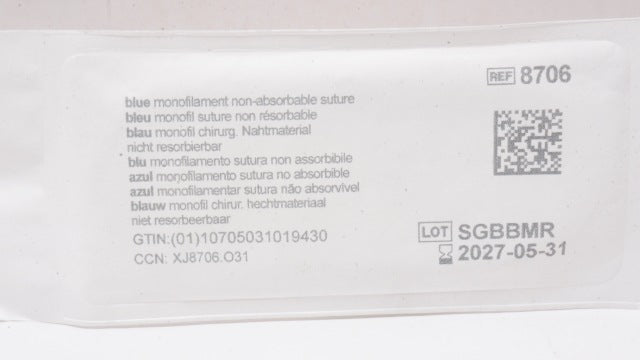 REF 8706
blue monofilament non-absorbable suture
bleu monofil suture non résorbable
blau monofil chirurg. Nahtmaterial
nicht resorbierbar
blu monofilamento sutura non assorbibile
azul monofilamento sutura no absorbible
azul monofilamentar sutura não absorvível
blauw monofil chirur. hechtmateriaal
niet resorbeerbaar
GTIN:(01)10705031019430
CCN: XJ8706.O31
LOT SGBBMR
2027-05-31